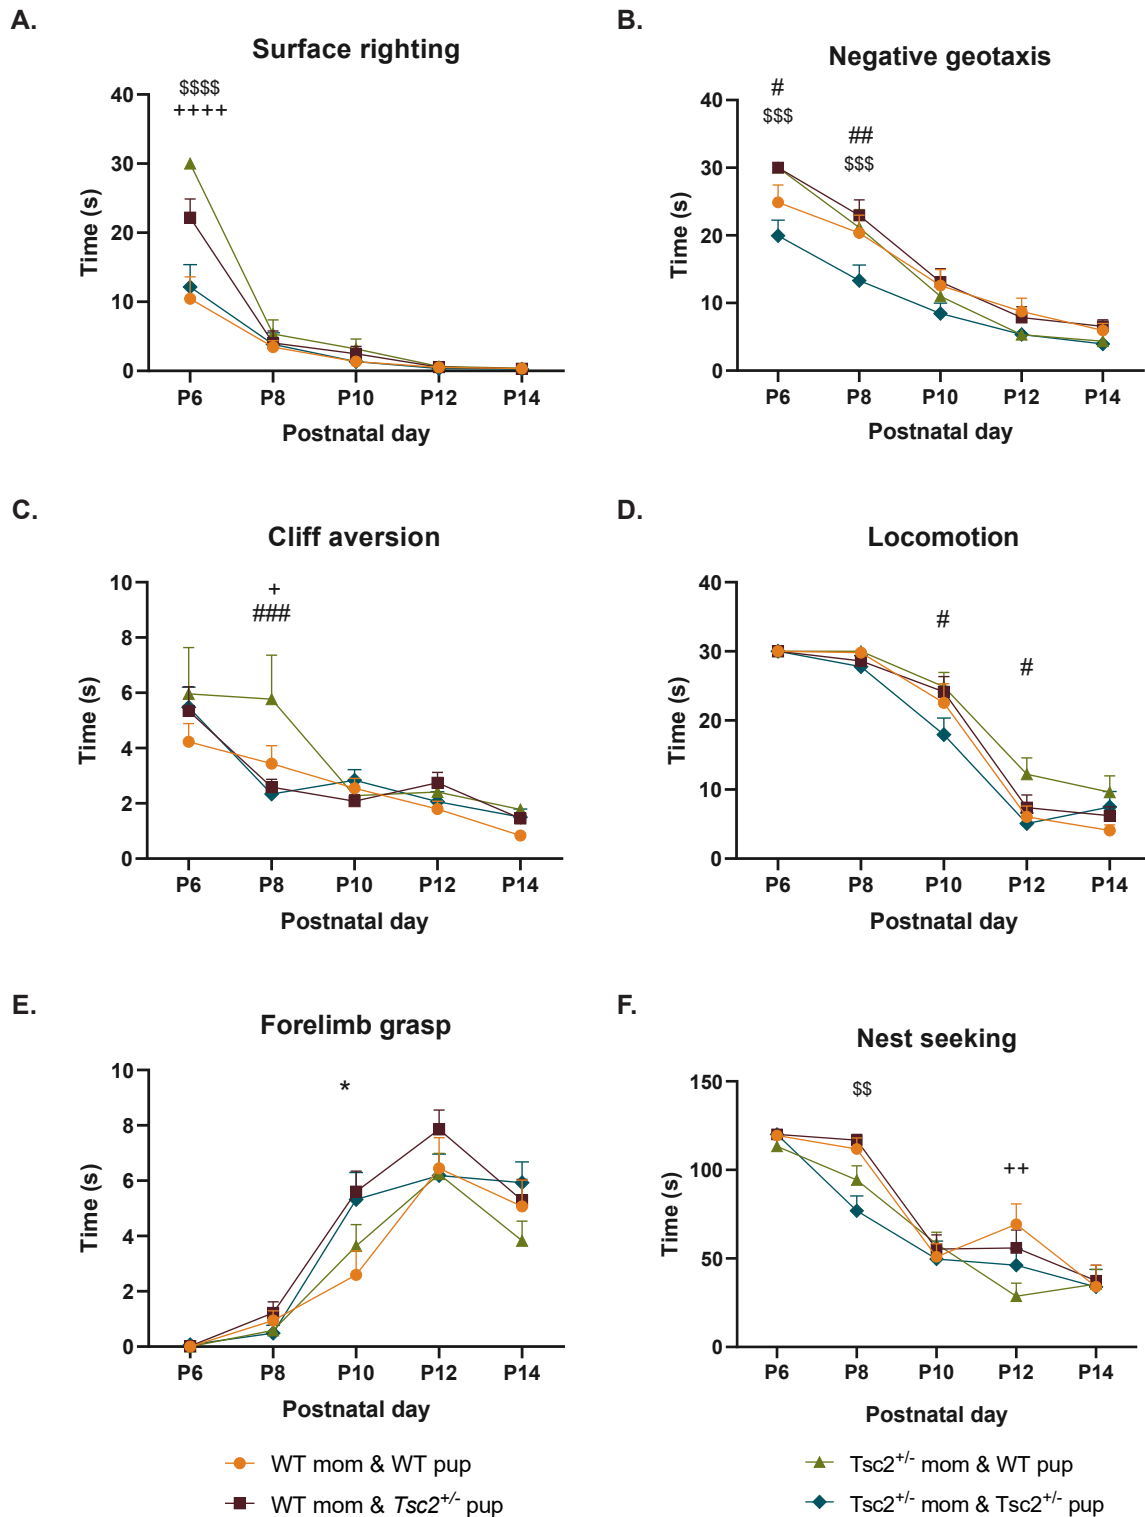 A.
Surface righting
$$$$
++++
40
30
20
10
0
Time (s)
P6 P8 P10 P12 P14
Postnatal day
B.
Negative geotaxis
#
$$$
##
$$$
40
30
20
10
0
Time (s)
P6 P8 P10 P12 P14
Postnatal day
C.
Cliff aversion
+
###
10
8
6
4
2
0
Time (s)
P6 P8 P10 P12 P14
Postnatal day
D.
Locomotion
#
#
40
30
20
10
0
Time (s)
P6 P8 P10 P12 P14
Postnatal day
E.
Forelimb grasp
*
10
8
6
4
2
0
Time (s)
P6 P8 P10 P12 P14
Postnatal day
F.
Nest seeking
$$
++
150
100
50
0
Time (s)
P6 P8 P10 P12 P14
Postnatal day
WT mom & WT pup
WT mom & Tsc2+/- pup
Tsc2+/- mom & WT pup
Tsc2+/- mom & Tsc2+/- pup